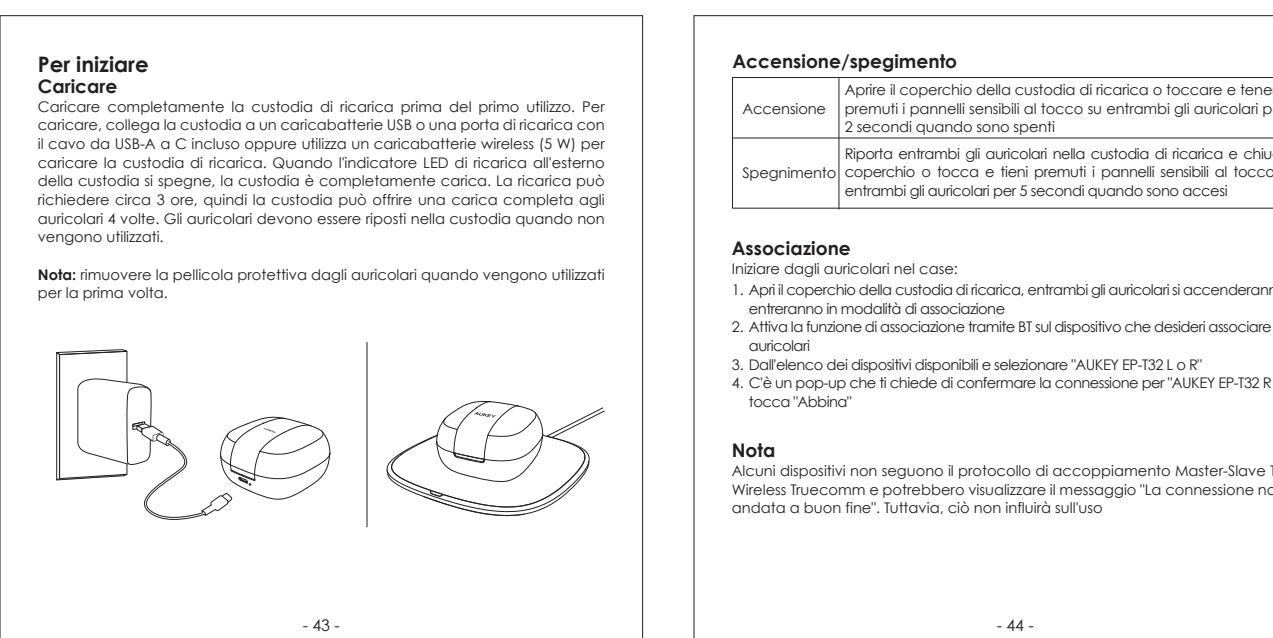 Per iniziare
Caricare
Caricare completamente la custodia di ricarica prima del primo utilizzo. Per
caricare, collega la custodia a un caricabatterie USB o una porta di ricarica con
il cavo da USB-A a C incluso oppure utilizza un caricabatterie wireless (5 W) per
caricare la custodia di ricarica. Quando l'indicatore LED di ricarica all'esterno
della custodia si spegne, la custodia è completamente carica. La ricarica può
richiedere circa 3 ore, quindi la custodia può offrire una carica completa agli
auricolari 4 volte. Gli auricolari devono essere riposti nella custodia quando non
vengono utilizzati.
Nota: rimuovere la pellicola protettiva dagli auricolari quando vengono utilizzati
per la prima volta.
AUKEY
- 43 -
Accensione/spegimento
Accensione
Aprire il coperchio della custodia di ricarica o toccare e
premuti i pannelli sensibili al tocco su entrambi gli auricolari
2 secondi quando sono spenti
Spegnimento
Riporta entrambi gli auricolari nella custodia di ricarica e
coperchio o tocca e tieni premuti i pannelli sensibili al tocco
entrambi gli auricolari per 5 secondi quando sono accesi
Associazione
Iniziare dagli auricolari nel case:
1. Apri il coperchio della custodia di ricarica, entrambi gli auricolari si
entreranno in modalità di associazione
2. Attiva la funzione di associazione tramite BT sul dispositivo che desideri associare
auricolari
3. Dall'elenco dei dispositivi disponibili e selezionare "AUKEY EP-T32 L o R"
4. C'è un pop-up che ti chiede di confermare la connessione per "AUKEY EP-T32 R
tocca "Abbina"
Nota
Alcuni dispositivi non seguono il protocollo di accoppiamento Master-Slave
Wireless Truecomm e potrebbero visualizzare il messaggio "La connessione
andata a buon fine". Tuttavia, ciò non influirà sull'uso
- 44 -